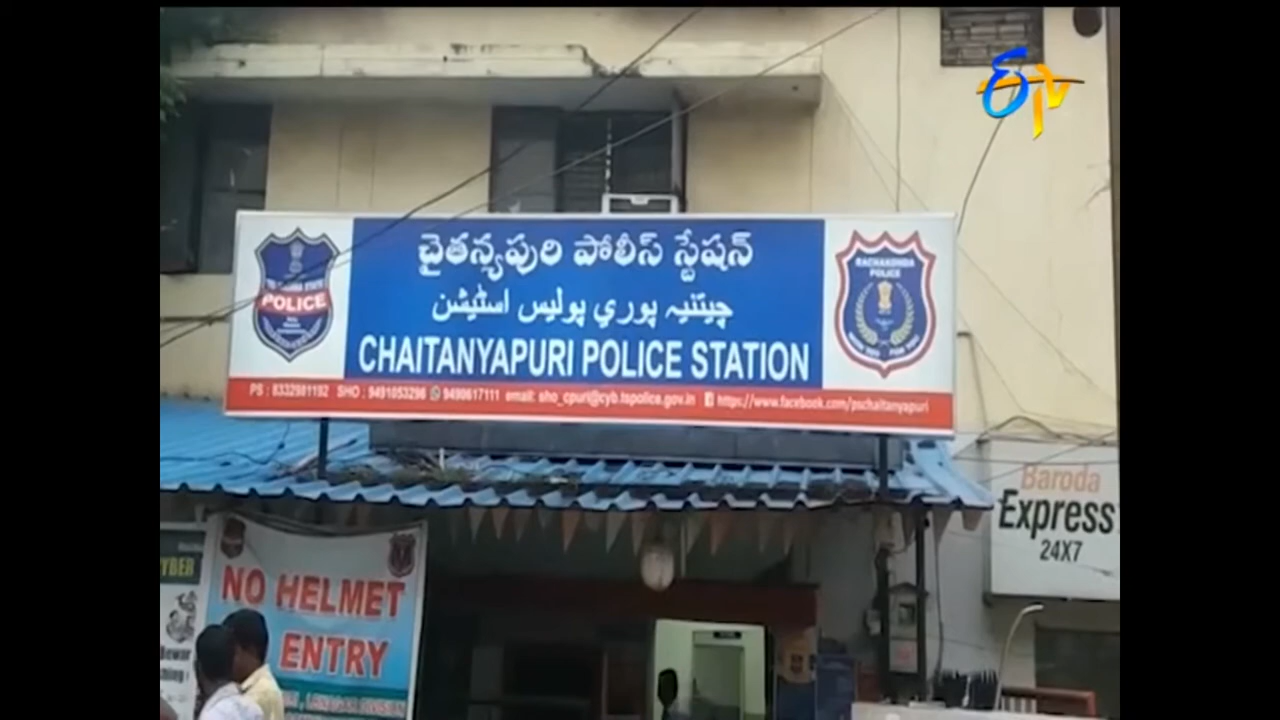 ETV
చైతన్యపురి పోలీస్ స్టేషన్
چیتنیہ پوری پولیس اسٹیشن
CHAITANYAPURI POLICE STATION
POLICE
RACHAKONDA
POLICE
PS : 8332981192 SHO : 9491053296 9490617111 email: sho_cpuri@cyb.tspolice.gov.in https://www.facebook.com/pschaitanyapuri
Baroda
Express
24X7
NO HELMET
ENTRY